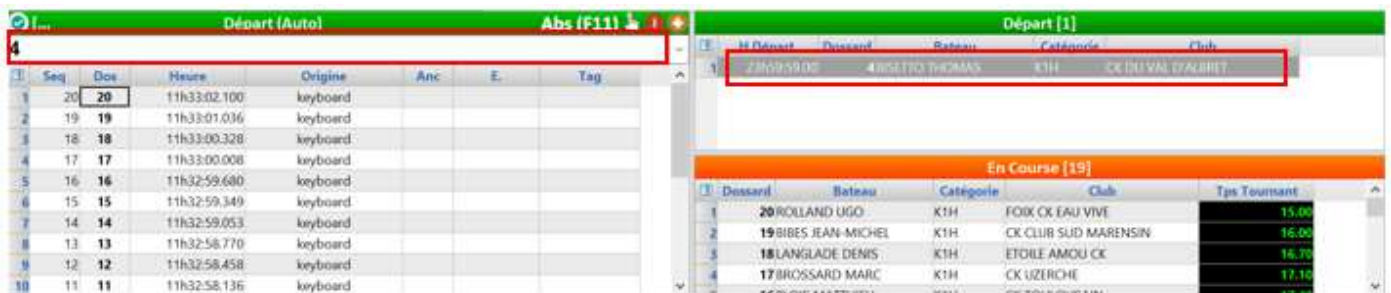 [... Départ (Auto) Abs (F11)
4
Seq Dos Heure Origine Anc E. Tag
1 20 20 11h33:02.100 keyboard
2 19 19 11h33:01.036 keyboard
3 18 18 11h33:00.328 keyboard
4 17 17 11h33:00.008 keyboard
5 16 16 11h32:59.680 keyboard
6 15 15 11h32:59.349 keyboard
7 14 14 11h32:59.053 keyboard
8 13 13 11h32:58.770 keyboard
9 12 12 11h32:58.458 keyboard
10 11 11 11h32:58.136 keyboard
Départ [1]
H.Départ Dossard Bateau Catégorie Club
1 23h59:59.00 4 BISETTO THOMAS K1H CK DU VAL D'ALBRET
En Course [19]
Dossard Bateau Catégorie Club Tps Tournant
1 20 ROLLAND UGO K1H FOIX CK EAU VIVE 15.00
2 19 BIBES JEAN-MICHEL K1H CK CLUB SUD MARENSIN 16.00
3 18 LANGLADE DENIS K1H ETOILE AMOU CK 16.70
4 17 BROSSARD MARC K1H CK UZERCHE 17.10